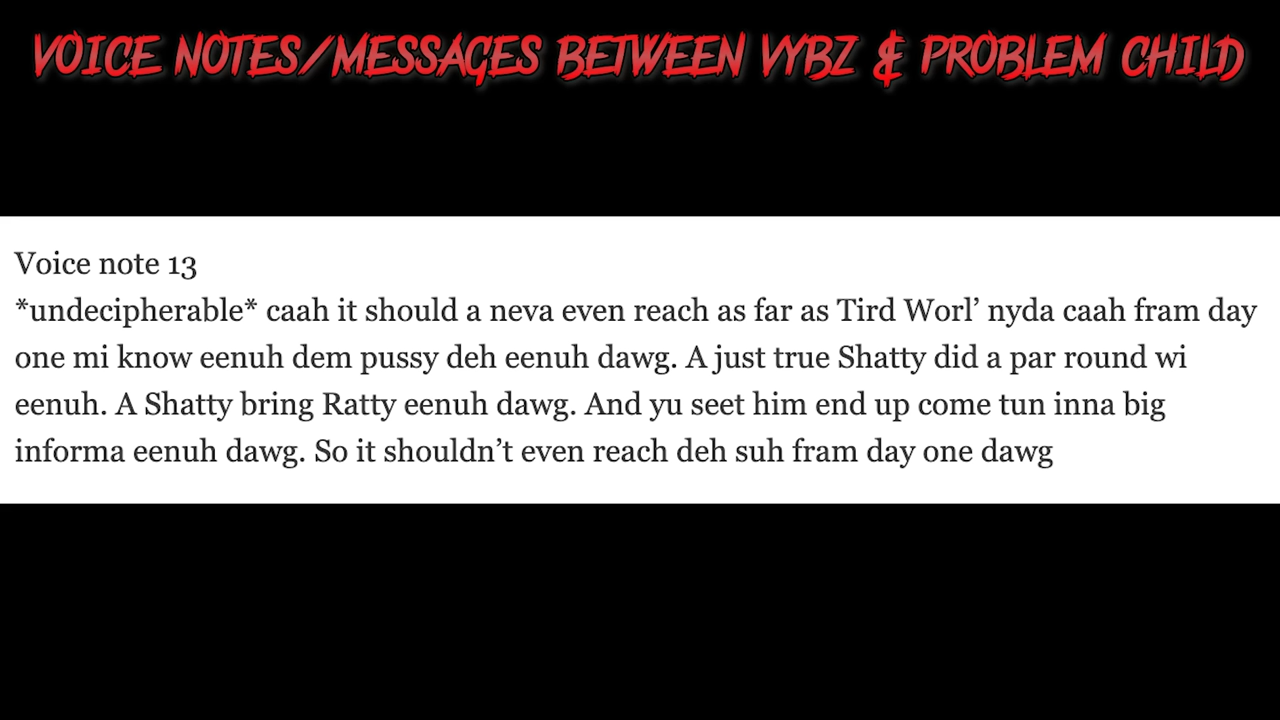 VOICE NOTES/MESSAGES BETWEEN VYBZ & PROBLEM CHILD
Voice note 13
*undecipherable* caah it should a neva even reach as far as Tird Worl’ nyda caah fram day
one mi know eenuh dem pussy deh eenuh dawg. A just true Shatty did a par round wi
eenuh. A Shatty bring Ratty eenuh dawg. And yu seet him end up come tun inna big
informa eenuh dawg. So it shouldn’t even reach deh suh fram day one dawg